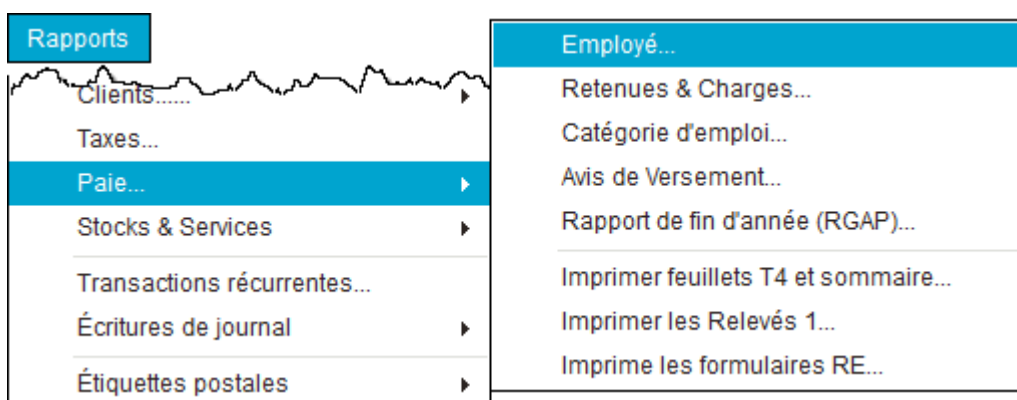 Rapports
Clients......
Taxes...
Paie...
Stocks & Services
Transactions récurrentes...
Écritures de journal
Étiquettes postales
Employé...
Retenues & Charges...
Catégorie d'emploi...
Avis de Versement...
Rapport de fin d'année (RGAP)...
Imprimer feuillets T4 et sommaire...
Imprimer les Relevés 1...
Imprime les formulaires RE...